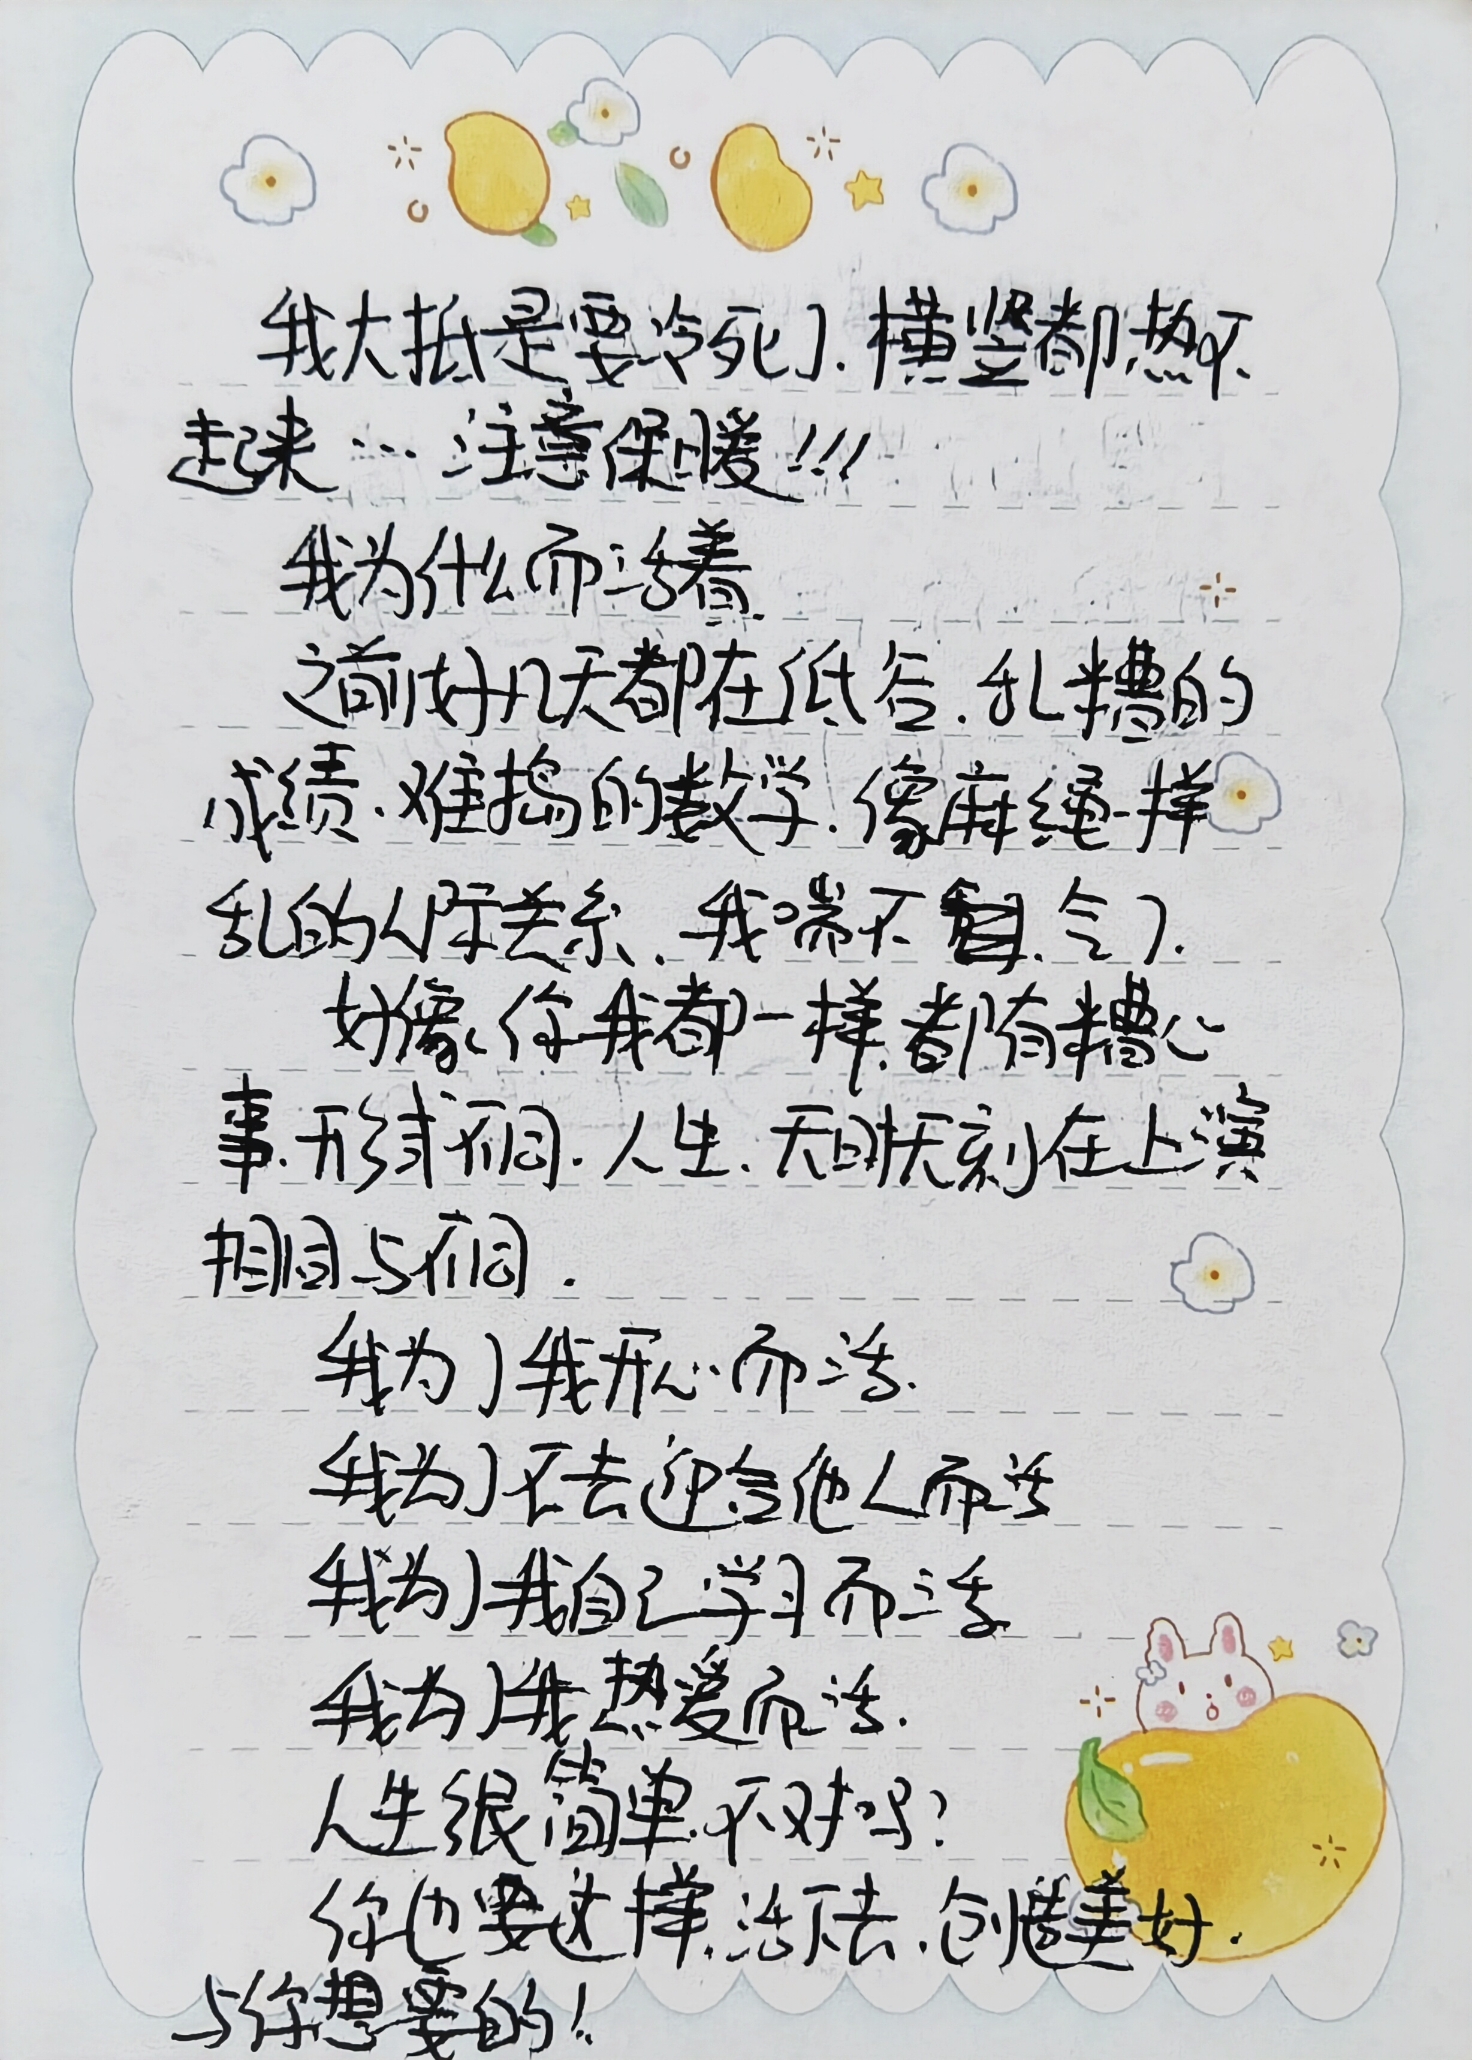 我大抵是要冷死了.横竖都热不
起来…注意保暖!!!
我为什么而活着
之前好几天都在低谷.乱糟的
成绩.难搞的数学.像麻绳一样
乱的人际关系、我喘不气了.
好像、你我都一样.都有糟心
事.形式不同.人生.无时无刻在上演
相同与不同.
我为了我开心而活.
我为了不去迎合他人而活
我为了我自己学习而活
我为了我热爱而活.
人生很简单.不对吗?
你也要这样.活下去.创造美好.
与你想要的!